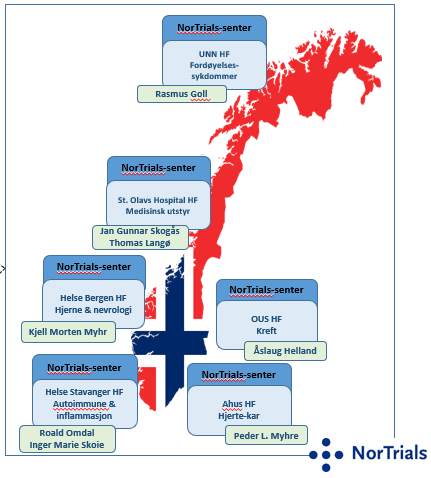 NorTrials-senter
UNN HF
Fordøyelses-
sykdommer
Rasmus Goll
NorTrials-senter
St. Olavs Hospital HF
Medisinsk utstyr
Jan Gunnar Skogås
Thomas Langø
NorTrials-senter
Helse Bergen HF
Hjerne & nevrologi
Kjell Morten Myhr
NorTrials-senter
OUS HF
Kreft
Åslaug Helland
NorTrials-senter
Helse Stavanger HF
Autoimmune &
inflammasjon
Roald Omdal
Inger Marie Skoie
NorTrials-senter
Ahus HF
Hjerte-kar
Peder L. Myhre
NorTrials